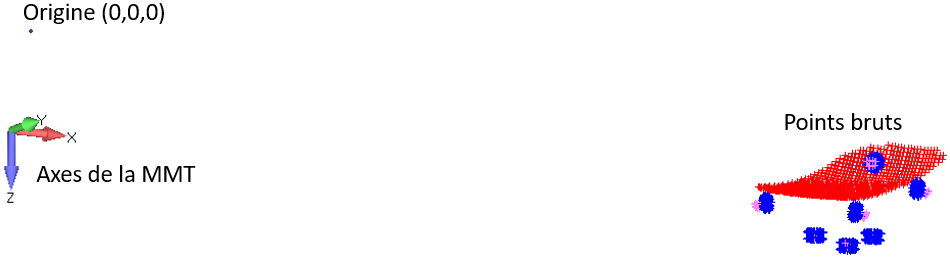 Origine (0,0,0)
Y
X
Points bruts
Axes de la MMT
Z